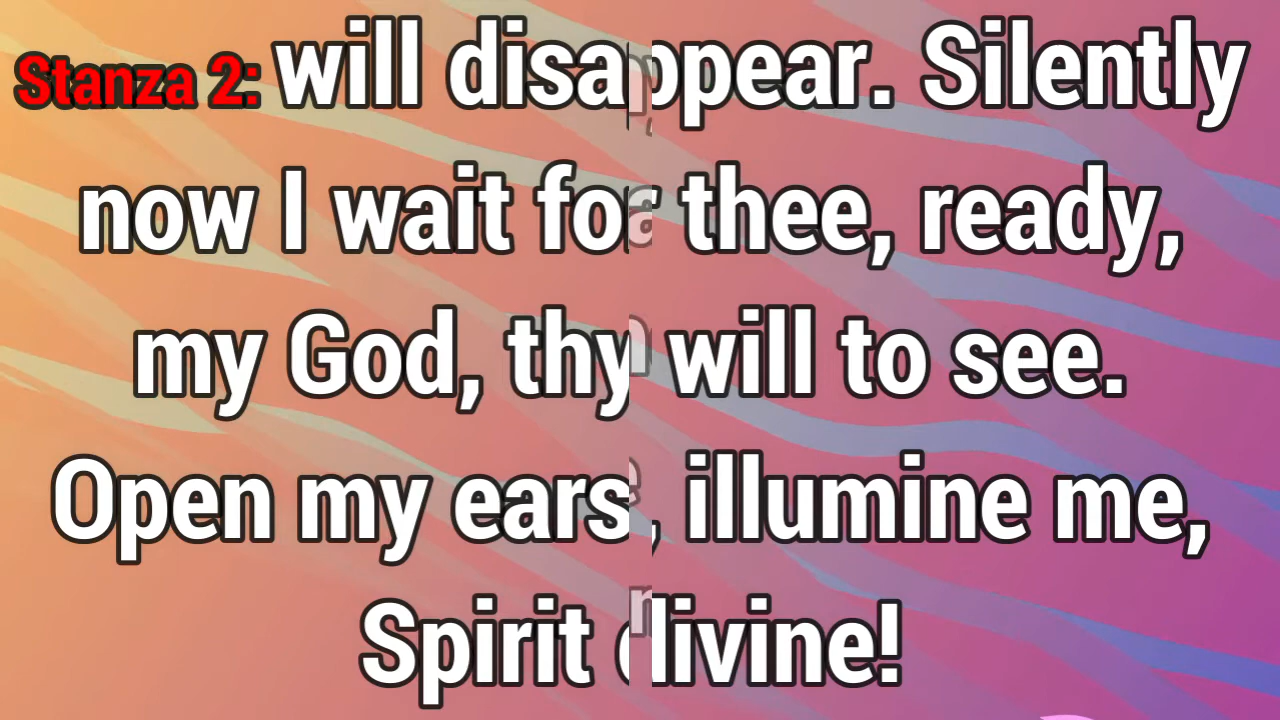 Stanza 2: will disappear. Silently
now I wait for thee, ready,
my God, thy will to see.
Open my ears, illumine me,
Spirit divine!